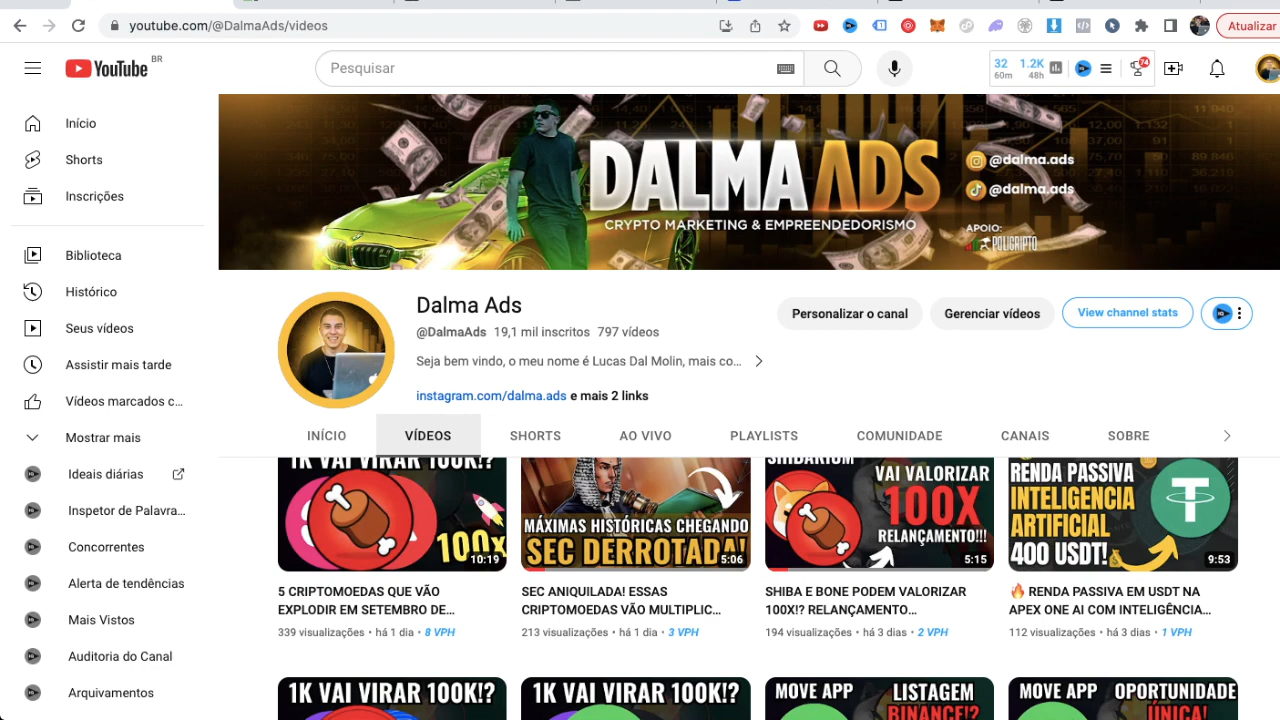 youtube.com/@DalmaAds/videos
Atualizar
YouTube BR
Pesquisar
32 1.2K
60m 48h
74
Início
Shorts
Inscrições
Biblioteca
Histórico
Seus vídeos
Assistir mais tarde
Vídeos marcados c...
Mostrar mais
Ideais diárias
Inspetor de Palavra...
Concorrentes
Alerta de tendências
Mais Vistos
Auditoria do Canal
Arquivamentos
DALMA ADS
CRYPTO MARKETING & EMPREENDEDORISMO
@dalma.ads
@dalma.ads
APOIO:
POLIGRIPTO
Dalma Ads
@DalmaAds 19,1 mil inscritos 797 vídeos
Seja bem vindo, o meu nome é Lucas Dal Molin, mais co...
instagram.com/dalma.ads e mais 2 links
Personalizar o canal
Gerenciar vídeos
View channel stats
INÍCIO VÍDEOS SHORTS AO VIVO PLAYLISTS COMUNIDADE CANAIS SOBRE
1K VAI VIRAR 100K!?
100x
10:19
5 CRIPTOMOEDAS QUE VÃO
EXPLODIR EM SETEMBRO DE...
339 visualizações • há 1 dia • 8 VPH
MÁXIMAS HISTÓRICAS CHEGANDO
SEC DERROTADA!
5:06
SEC ANIQUILADA! ESSAS
CRIPTOMOEDAS VÃO MULTIPLIC...
213 visualizações • há 1 dia • 3 VPH
SHIBARIUM
VAI VALORIZAR
100X
RELANÇAMENTO!!!
5:15
SHIBA E BONE PODEM VALORIZAR
100X!? RELANÇAMENTO...
194 visualizações • há 3 dias • 2 VPH
RENDA PASSIVA
INTELIGENCIA
ARTIFICIAL
400 USDT!
9:53
🔥 RENDA PASSIVA EM USDT NA
APEX ONE AI COM INTELIGÊNCIA...
112 visualizações • há 3 dias • 1 VPH
1K VAI VIRAR 100K!?
1K VAI VIRAR 100K!?
MOVE APP LISTAGEM
BINANCE!?
MOVE APP OPORTUNIDADE
ÚNICA!